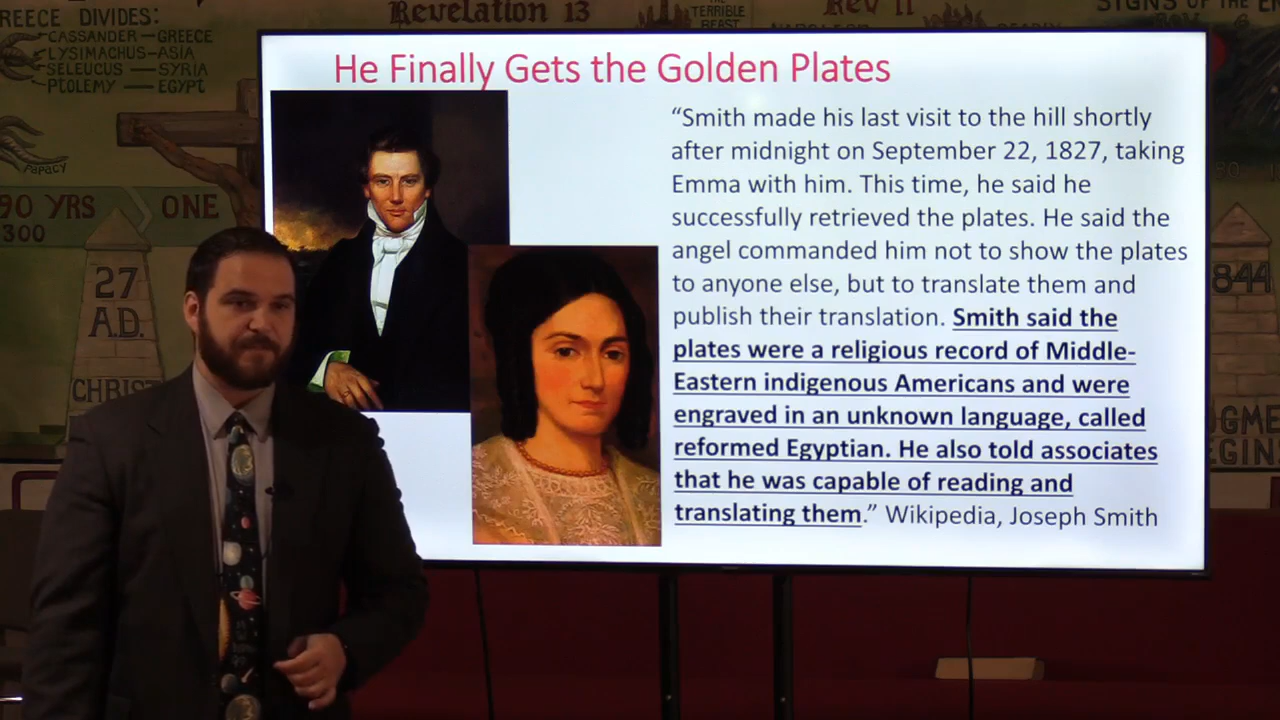 REECE DIVIDES:
CASSANDER—GREECE
LYSIMACHUS—ASIA
SELEUCUS — SYRIA
PTOLEMY — EGYPT
PAPACY
90 YRS ONE
300
27
A.D.
CHRIST
Revelation 13
TERRIBLE
BEAST
Rev 11
SIGNS OF THE
He Finally Gets the Golden Plates
“Smith made his last visit to the hill shortly
after midnight on September 22, 1827, taking
Emma with him. This time, he said he
successfully retrieved the plates. He said the
angel commanded him not to show the plates
to anyone else, but to translate them and
publish their translation. Smith said the
plates were a religious record of Middle-
Eastern indigenous Americans and were
engraved in an unknown language, called
reformed Egyptian. He also told associates
that he was capable of reading and
translating them.” Wikipedia, Joseph Smith
844
GME
EGIN